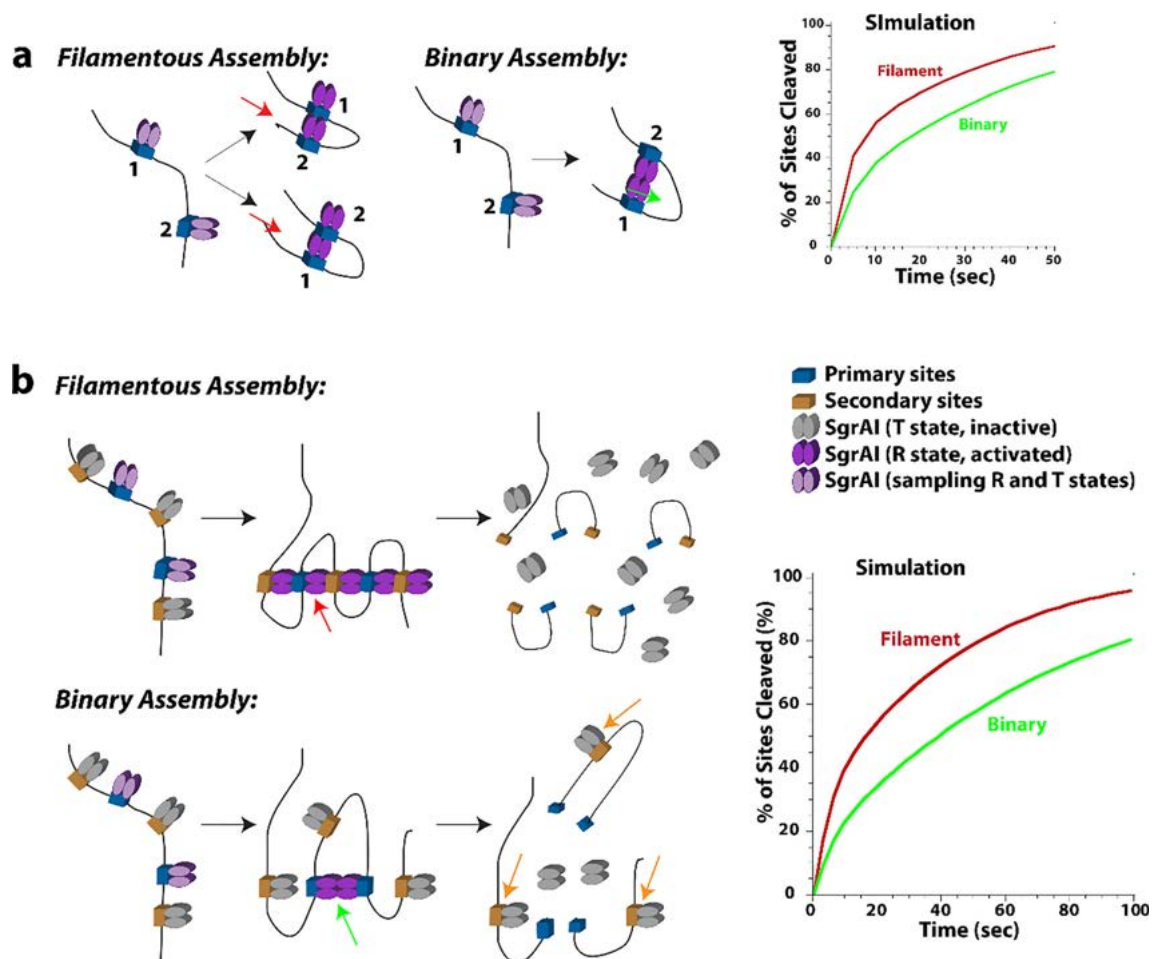 a
Filamentous Assembly:
1
2
1
2
2
1
Binary Assembly:
1
2
2
1
SImulation
% of Sites Cleaved
100
80
60
40
20
0
Filament
Binary
0 10 20 30 40 50
Time (sec)
b
Filamentous Assembly:
Binary Assembly:
Primary sites
Secondary sites
SgrAI (T state, inactive)
SgrAI (R state, activated)
SgrAI (sampling R and T states)
Simulation
% of Sites Cleaved (%)
100
80
60
40
20
0
Filament
Binary
0 20 40 60 80 100
Time (sec)